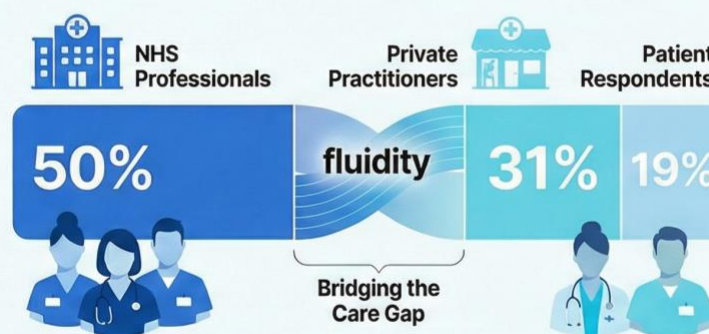 NHS
Professionals
Private
Practitioners
Patient
Respondents
50%
fluidity
31%
19%
Bridging the
Care Gap